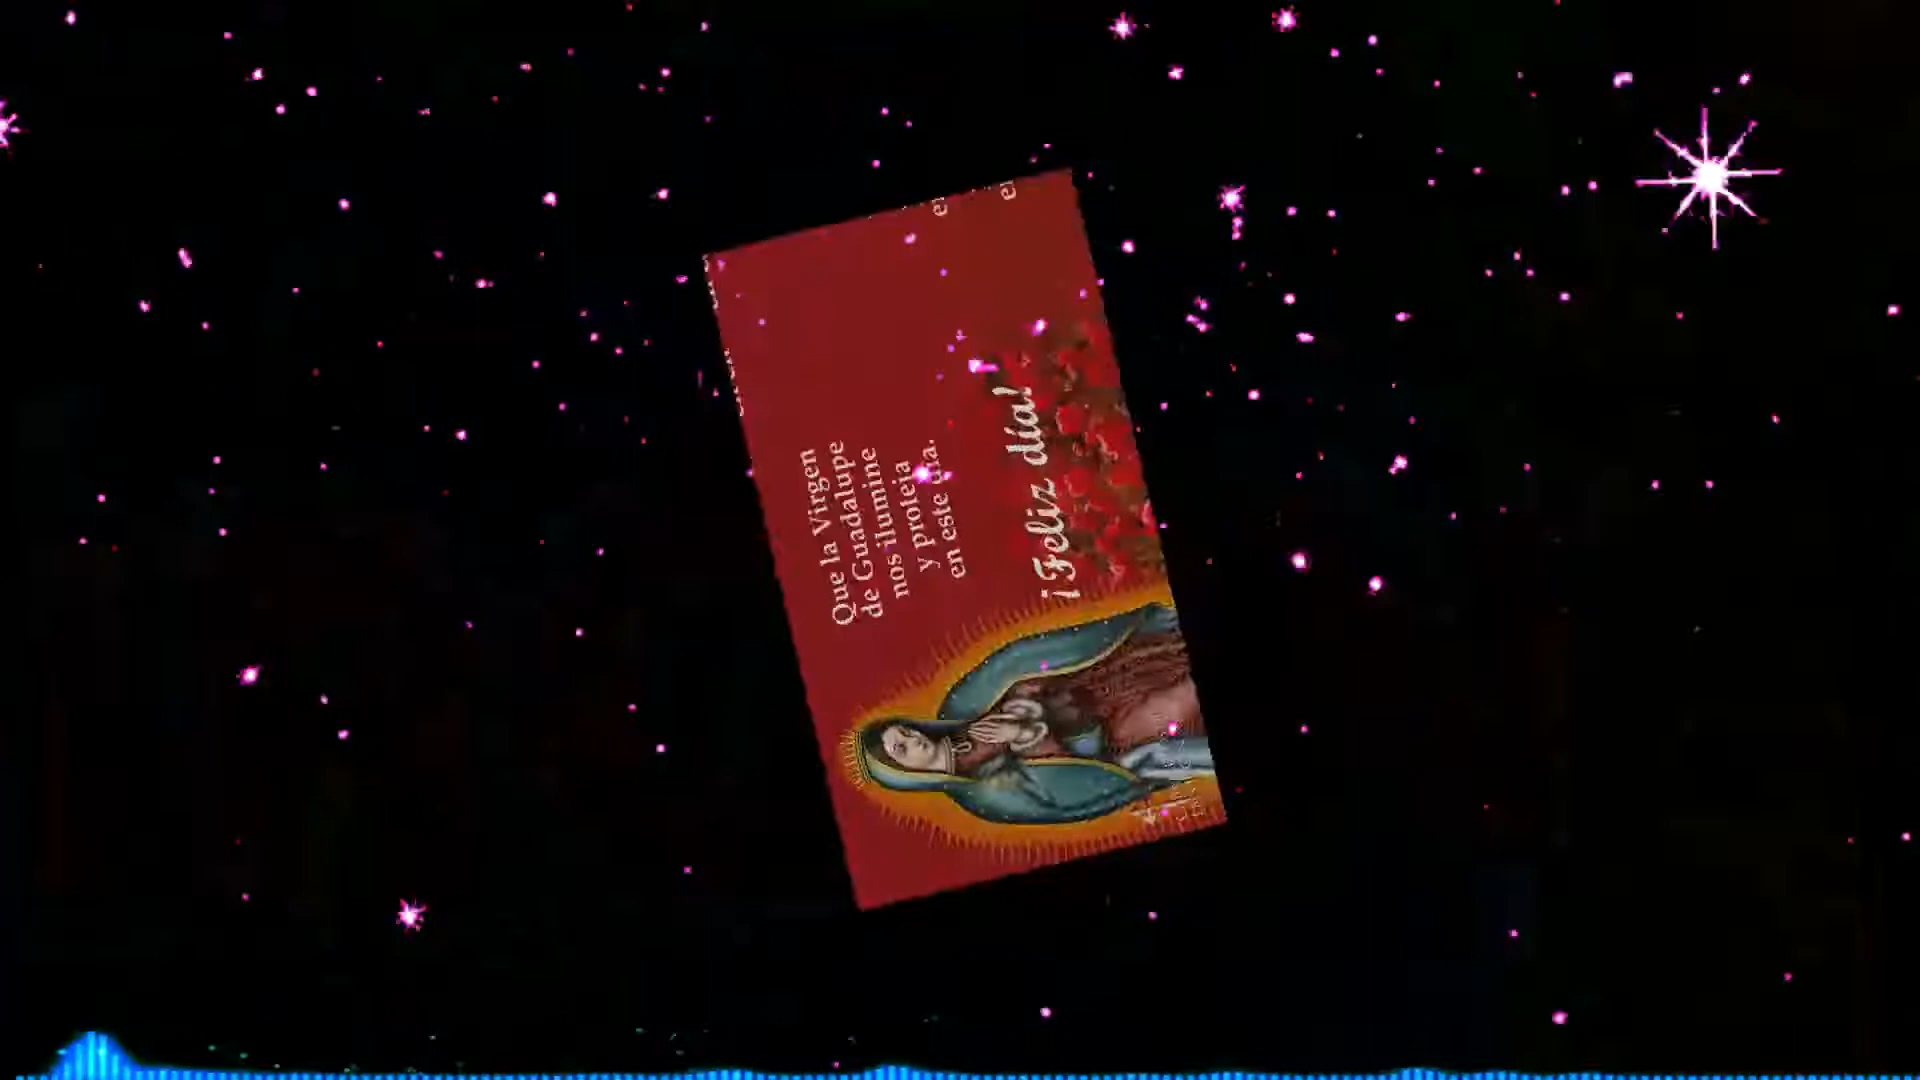 Que la Virgen
de Guadalupe
nos ilumine
y proteja
en este día.
¡Feliz día!